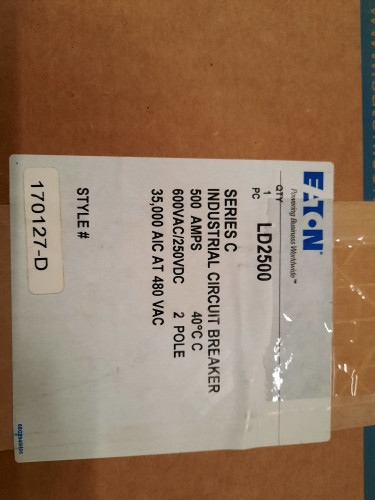 EATON
Powering Business Worldwide™
QTY
1 PC
LD2500
SERIES C
INDUSTRIAL CIRCUIT BREAKER
500 AMPS 40°C C
600VAC/250VDC 2 POLE
35,000 AIC AT 480 VAC
STYLE #
170127-D